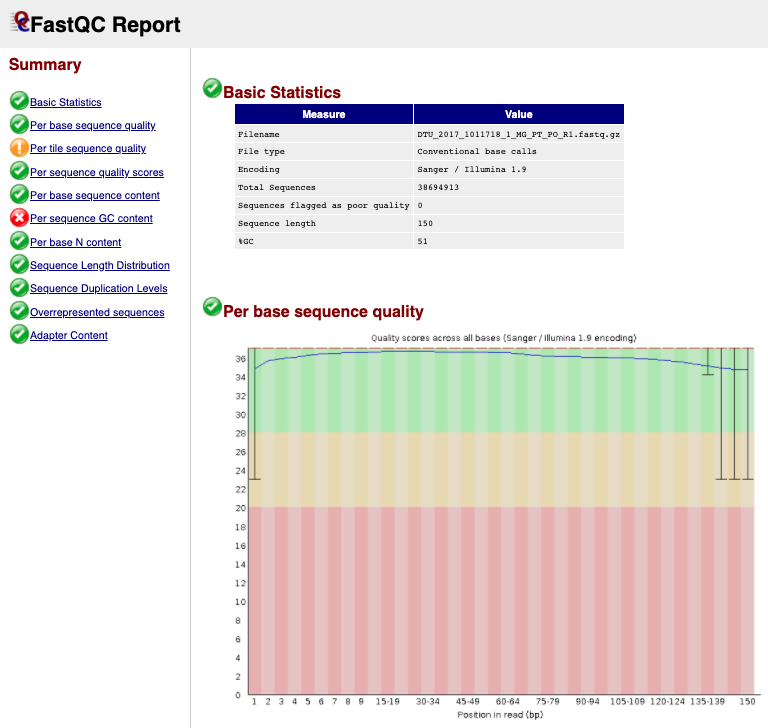 FastQC Report
Summary
Basic Statistics
Per base sequence quality
Per tile sequence quality
Per sequence quality scores
Per base sequence content
Per sequence GC content
Per base N content
Sequence Length Distribution
Sequence Duplication Levels
Overrepresented sequences
Adapter Content
Basic Statistics
Measure Value
Filename DTU_2017_1011718_1_MG_PT_PO_R1.fastq.gz
File type Conventional base calls
Encoding Sanger / Illumina 1.9
Total Sequences 38694913
Sequences flagged as poor quality 0
Sequence length 150
%GC 51
Per base sequence quality
Quality scores across all bases (Sanger / Illumina 1.9 encoding)
36
34
32
30
28
26
24
22
20
18
16
14
12
10
8
6
4
2
0
1 2 3 4 5 6 7 8 9 15-19 30-34 45-49 60-64 75-79 90-94 105-109 120-124 135-139 150
Position in read (bp)